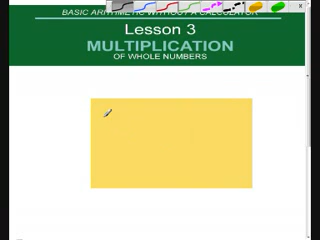 BASIC ARITHMETIC WITHOUT A CALCULATOR
Lesson 3
MULTIPLICATION
OF WHOLE NUMBERS